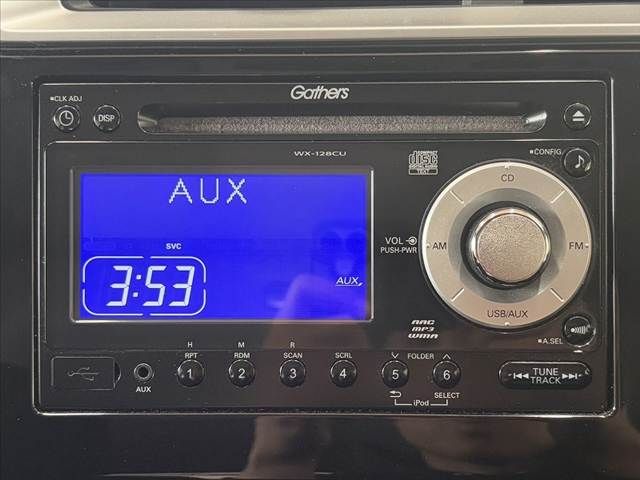 Gathers
CLK ADJ
DISP
WX-128CU
COMPACT
disc
DIGITAL AUDIO
TEXT
CONFIG
AUX
SVC
3:53
AUX
VOL
PUSH-PWR
CD
AM
FM
USB/AUX
AAC
MP3
WMA
A.SEL
H M R
RPT RDM SCAN SCRL FOLDER
1 2 3 4 5 6
AUX
SELECT
iPod
TUNE
TRACK